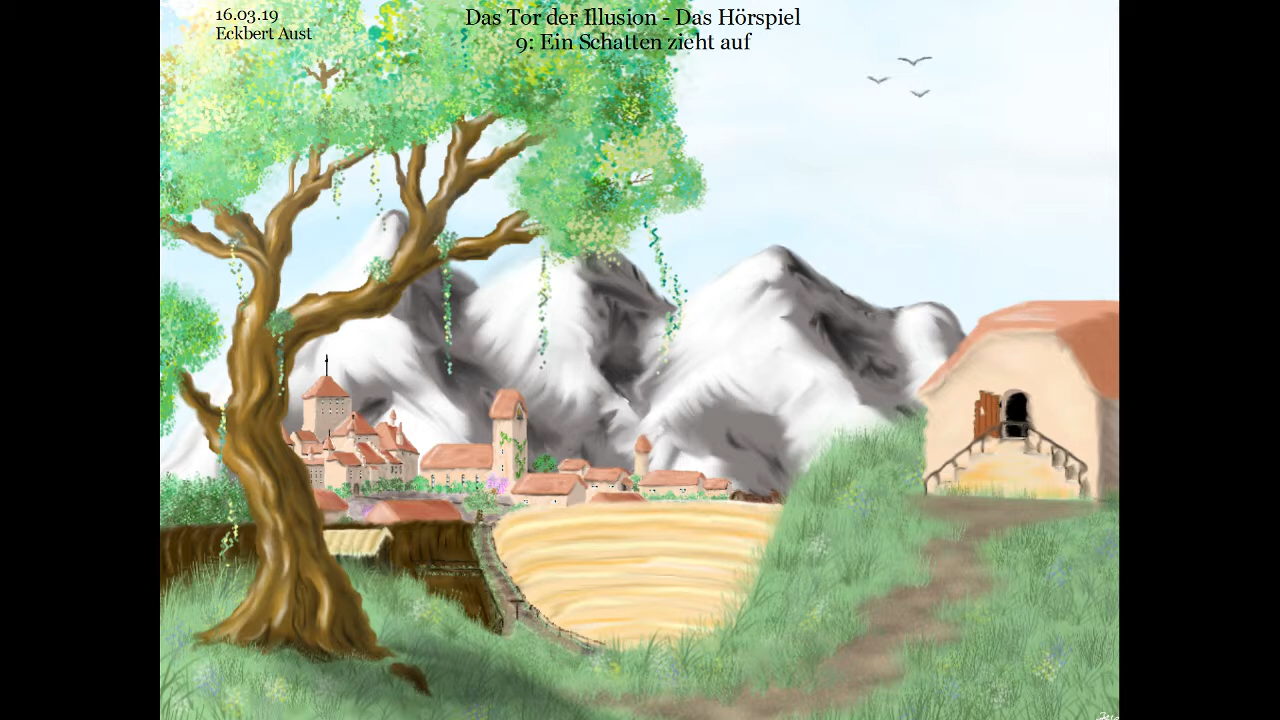 16.03.19
Eckbert Aust
Das Tor der Illusion - Das Hörspiel
9: Ein Schatten zieht auf